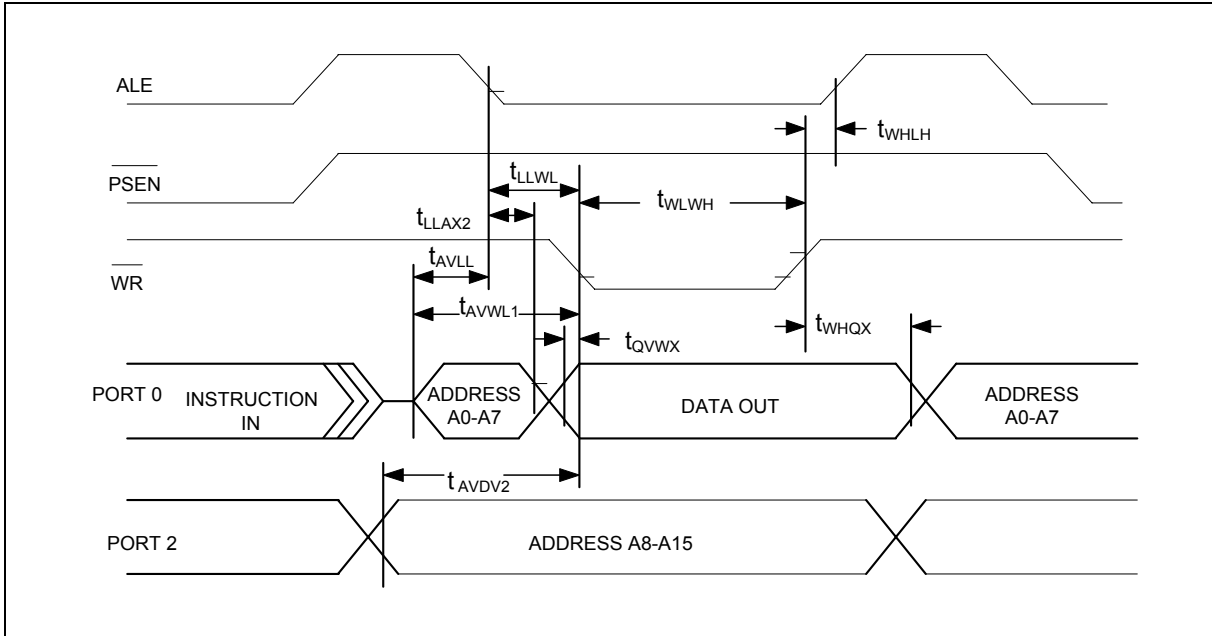 ALE
tWHLH
PSEN
tLLWL
tWLWH
tLLAX2
tAVLL
WR
tAVWL1
tWHQX
tQVWX
PORT 0
INSTRUCTION
IN
ADDRESS
A0-A7
DATA OUT
ADDRESS
A0-A7
tAVDV2
PORT 2
ADDRESS A8-A15